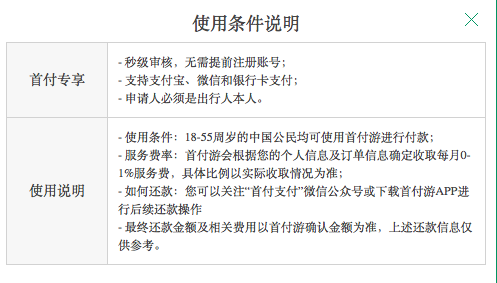 使用条件说明
首付专享
- 秒级审核，无需提前注册账号；
- 支持支付宝、微信和银行卡支付；
- 申请人必须是出行人本人。
使用说明
- 使用条件：18-55周岁的中国公民均可使用首付游进行付款；
- 服务费率：首付游会根据您的个人信息及订单信息确定收取每月0-
1%服务费，具体比例以实际收取情况为准；
- 如何还款：您可以关注“首付支付”微信公众号或下载首付游APP进
行后续还款操作
- 最终还款金额及相关费用以首付游确认金额为准，上述还款信息仅
供参考。